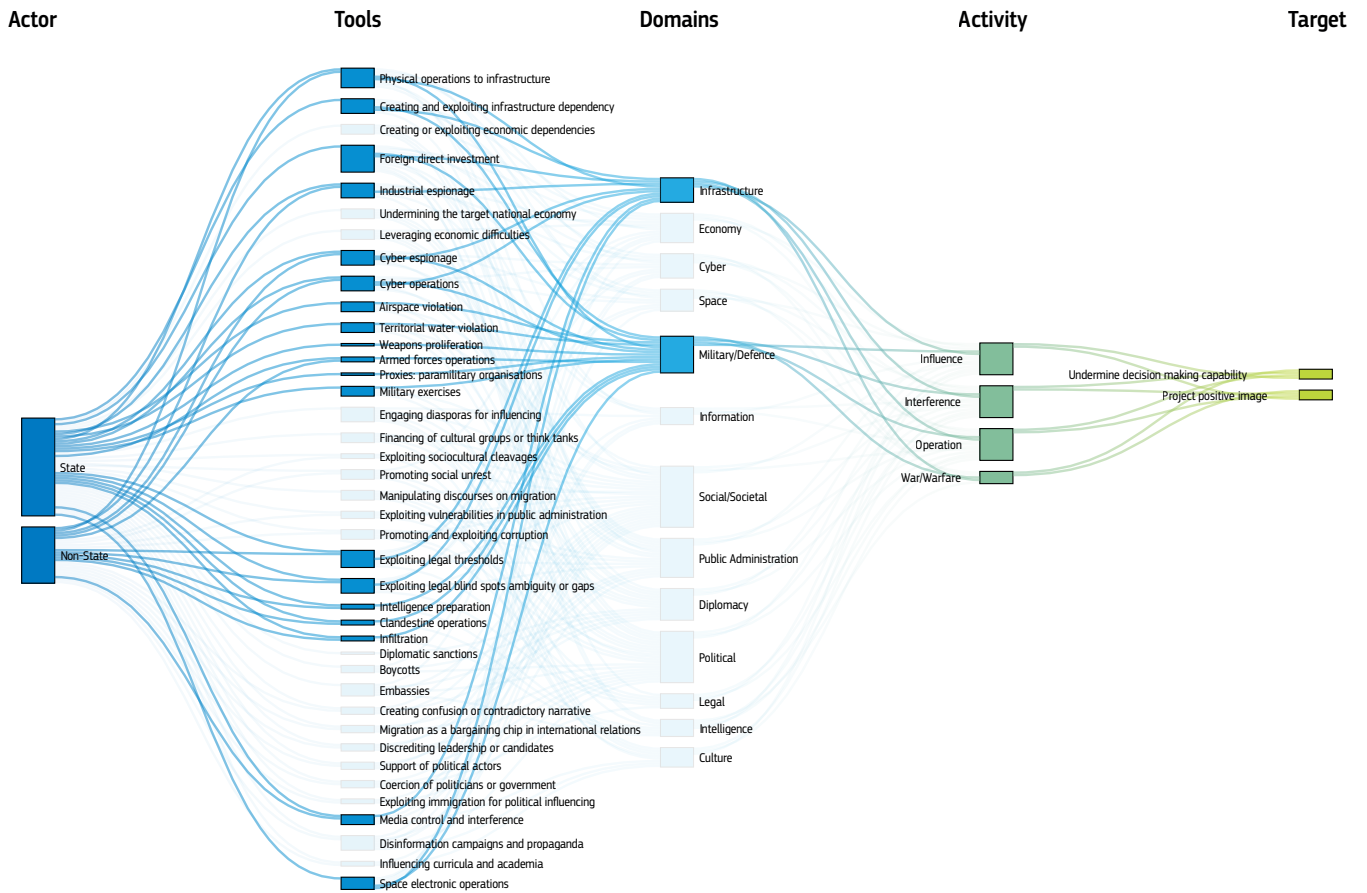 Actor
Tools
Domains
Activity
Target
Physical operations to infrastructure
Creating and exploiting infrastructure dependency
Creating or exploiting economic dependencies
Foreign direct investment
Industrial espionage
Undermining the target national economy
Leveraging economic difficulties
Cyber espionage
Cyber operations
Airspace violation
Territorial water violation
Weapons proliferation
Armed forces operations
Proxies: paramilitary organisations
Military exercises
Engaging diasporas for influencing
Financing of cultural groups or think tanks
Exploiting sociocultural cleavages
Promoting social unrest
Manipulating discourses on migration
Exploiting vulnerabilities in public administration
Promoting and exploiting corruption
Exploiting legal thresholds
Exploiting legal blind spots ambiguity or gaps
Intelligence preparation
Clandestine operations
Infiltration
Diplomatic sanctions
Boycotts
Embassies
Creating confusion or contradictory narrative
Migration as a bargaining chip in international relations
Discrediting leadership or candidates
Support of political actors
Coercion of politicians or government
Exploiting immigration for political influencing
Media control and interference
Disinformation campaigns and propaganda
Influencing curricula and academia
Space electronic operations
State
Non-State
Infrastructure
Economy
Cyber
Space
Military/Defence
Information
Social/Societal
Public Administration
Diplomacy
Political
Legal
Intelligence
Culture
Influence
Interference
Operation
War/Warfare
Undermine decision making capability
Project positive image